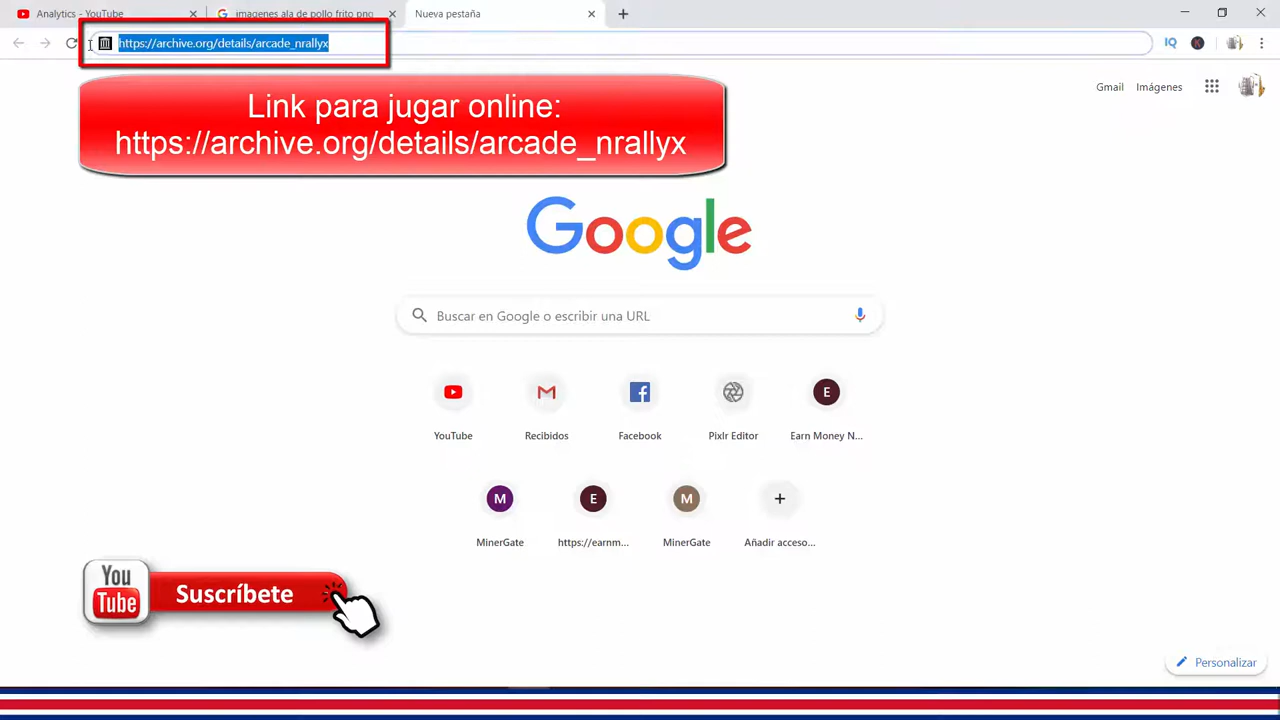 Analytics - YouTube
imagenes ala de pollo frito png
Nueva pestaña
https://archive.org/details/arcade_nrallyx
IQ
K
Link para jugar online:
https://archive.org/details/arcade_nrallyx
Gmail
Imágenes
Google
Buscar en Google o escribir una URL
YouTube
Recibidos
Facebook
Pixlr Editor
E
Earn Money N...
M
MinerGate
E
https://earnm...
M
MinerGate
Añadir acceso...
You
Tube
Suscríbete
Personalizar